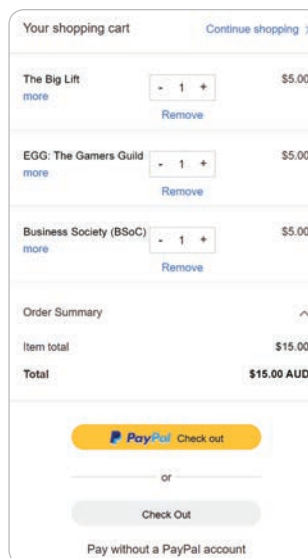 Your shopping cart Continue shopping >
The Big Lift - 1 + $5.00
more
Remove
EGG: The Gamers Guild - 1 + $5.00
more
Remove
Business Society (BSoC) - 1 + $5.00
more
Remove
Order Summary
Item total $15.00
Total $15.00 AUD
PayPal Check out
or
Check Out
Pay without a PayPal account